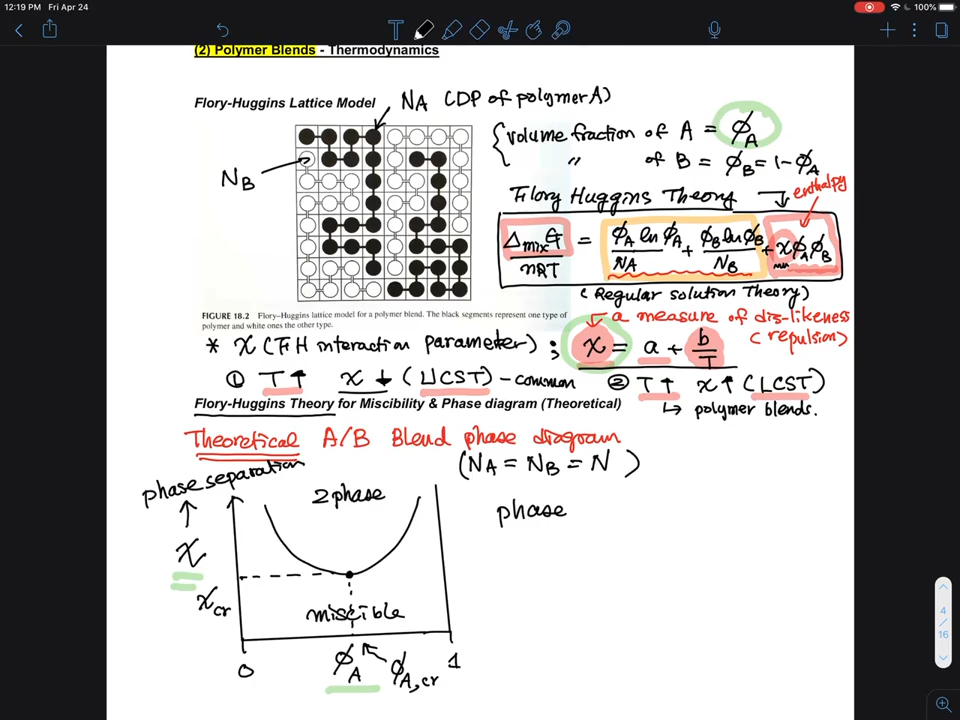 12:19 PM Fri Apr 24
100%
(2) Polymer Blends - Thermodynamics
Flory-Huggins Lattice Model
NA (DP of polymer A)
NB
{ volume fraction of A = ϕA
" of B = ϕB = 1-ϕA
Flory Huggins Theory
enthalpy
ΔmixG / nRT = ϕA ln ϕA / NA + ϕB ln ϕB / NB + χ ϕA ϕB
(Regular solution Theory)
FIGURE 18.2 Flory–Huggins lattice model for a polymer blend. The black segments represent one type of
polymer and white ones the other type.
a measure of dis-likeness
(repulsion)
* χ (FH interaction parameter) ; χ = a + b/T
① T↑ χ↓ (UCST) - common
② T↑ χ↑ (LCST)
↳ polymer blends.
Flory-Huggins Theory for Miscibility & Phase diagram (Theoretical)
Theoretical A/B Blend phase diagram
(NA = NB = N )
phase separation
2 phase
phase
χ
χcr
miscible
0
ϕA
ϕA,cr
1
4
/
16